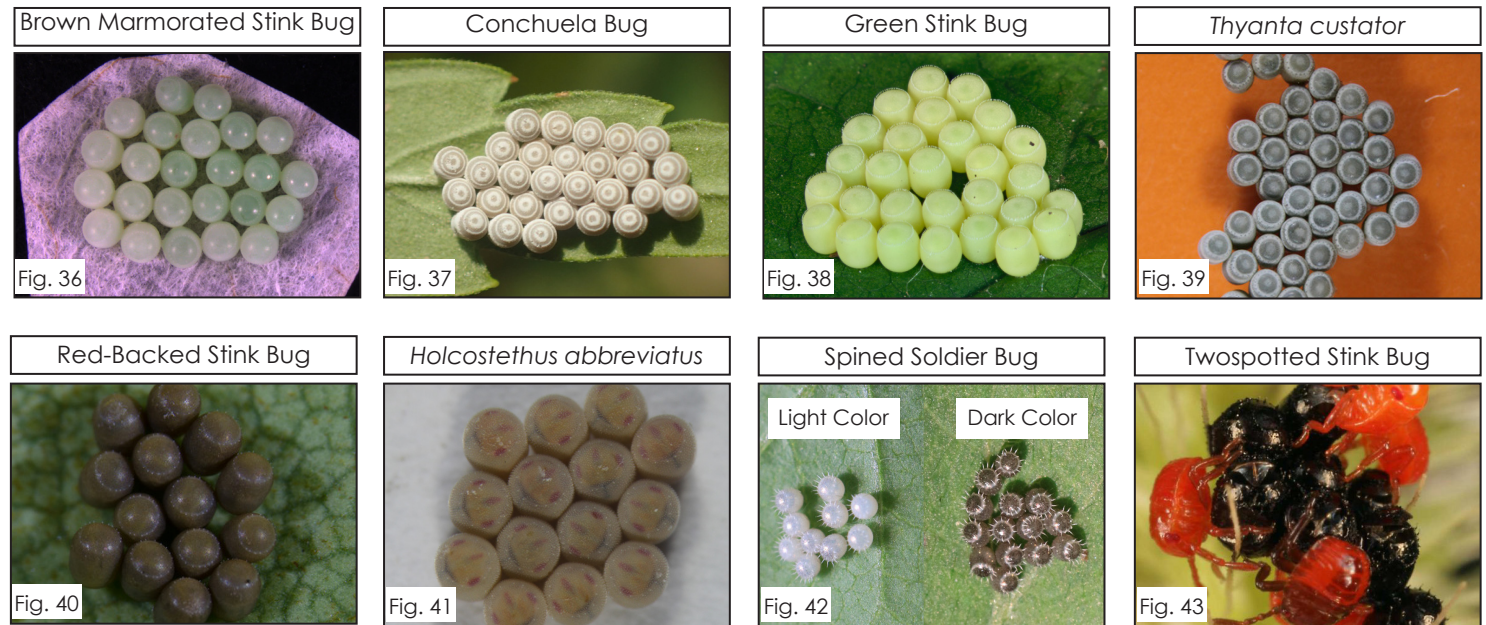 Brown Marmorated Stink Bug
Conchuela Bug
Green Stink Bug
Thyanta custator
Fig. 36
Fig. 37
Fig. 38
Fig. 39
Red-Backed Stink Bug
Holcostethus abbreviatus
Spined Soldier Bug
Twospotted Stink Bug
Light Color
Dark Color
Fig. 40
Fig. 41
Fig. 42
Fig. 43